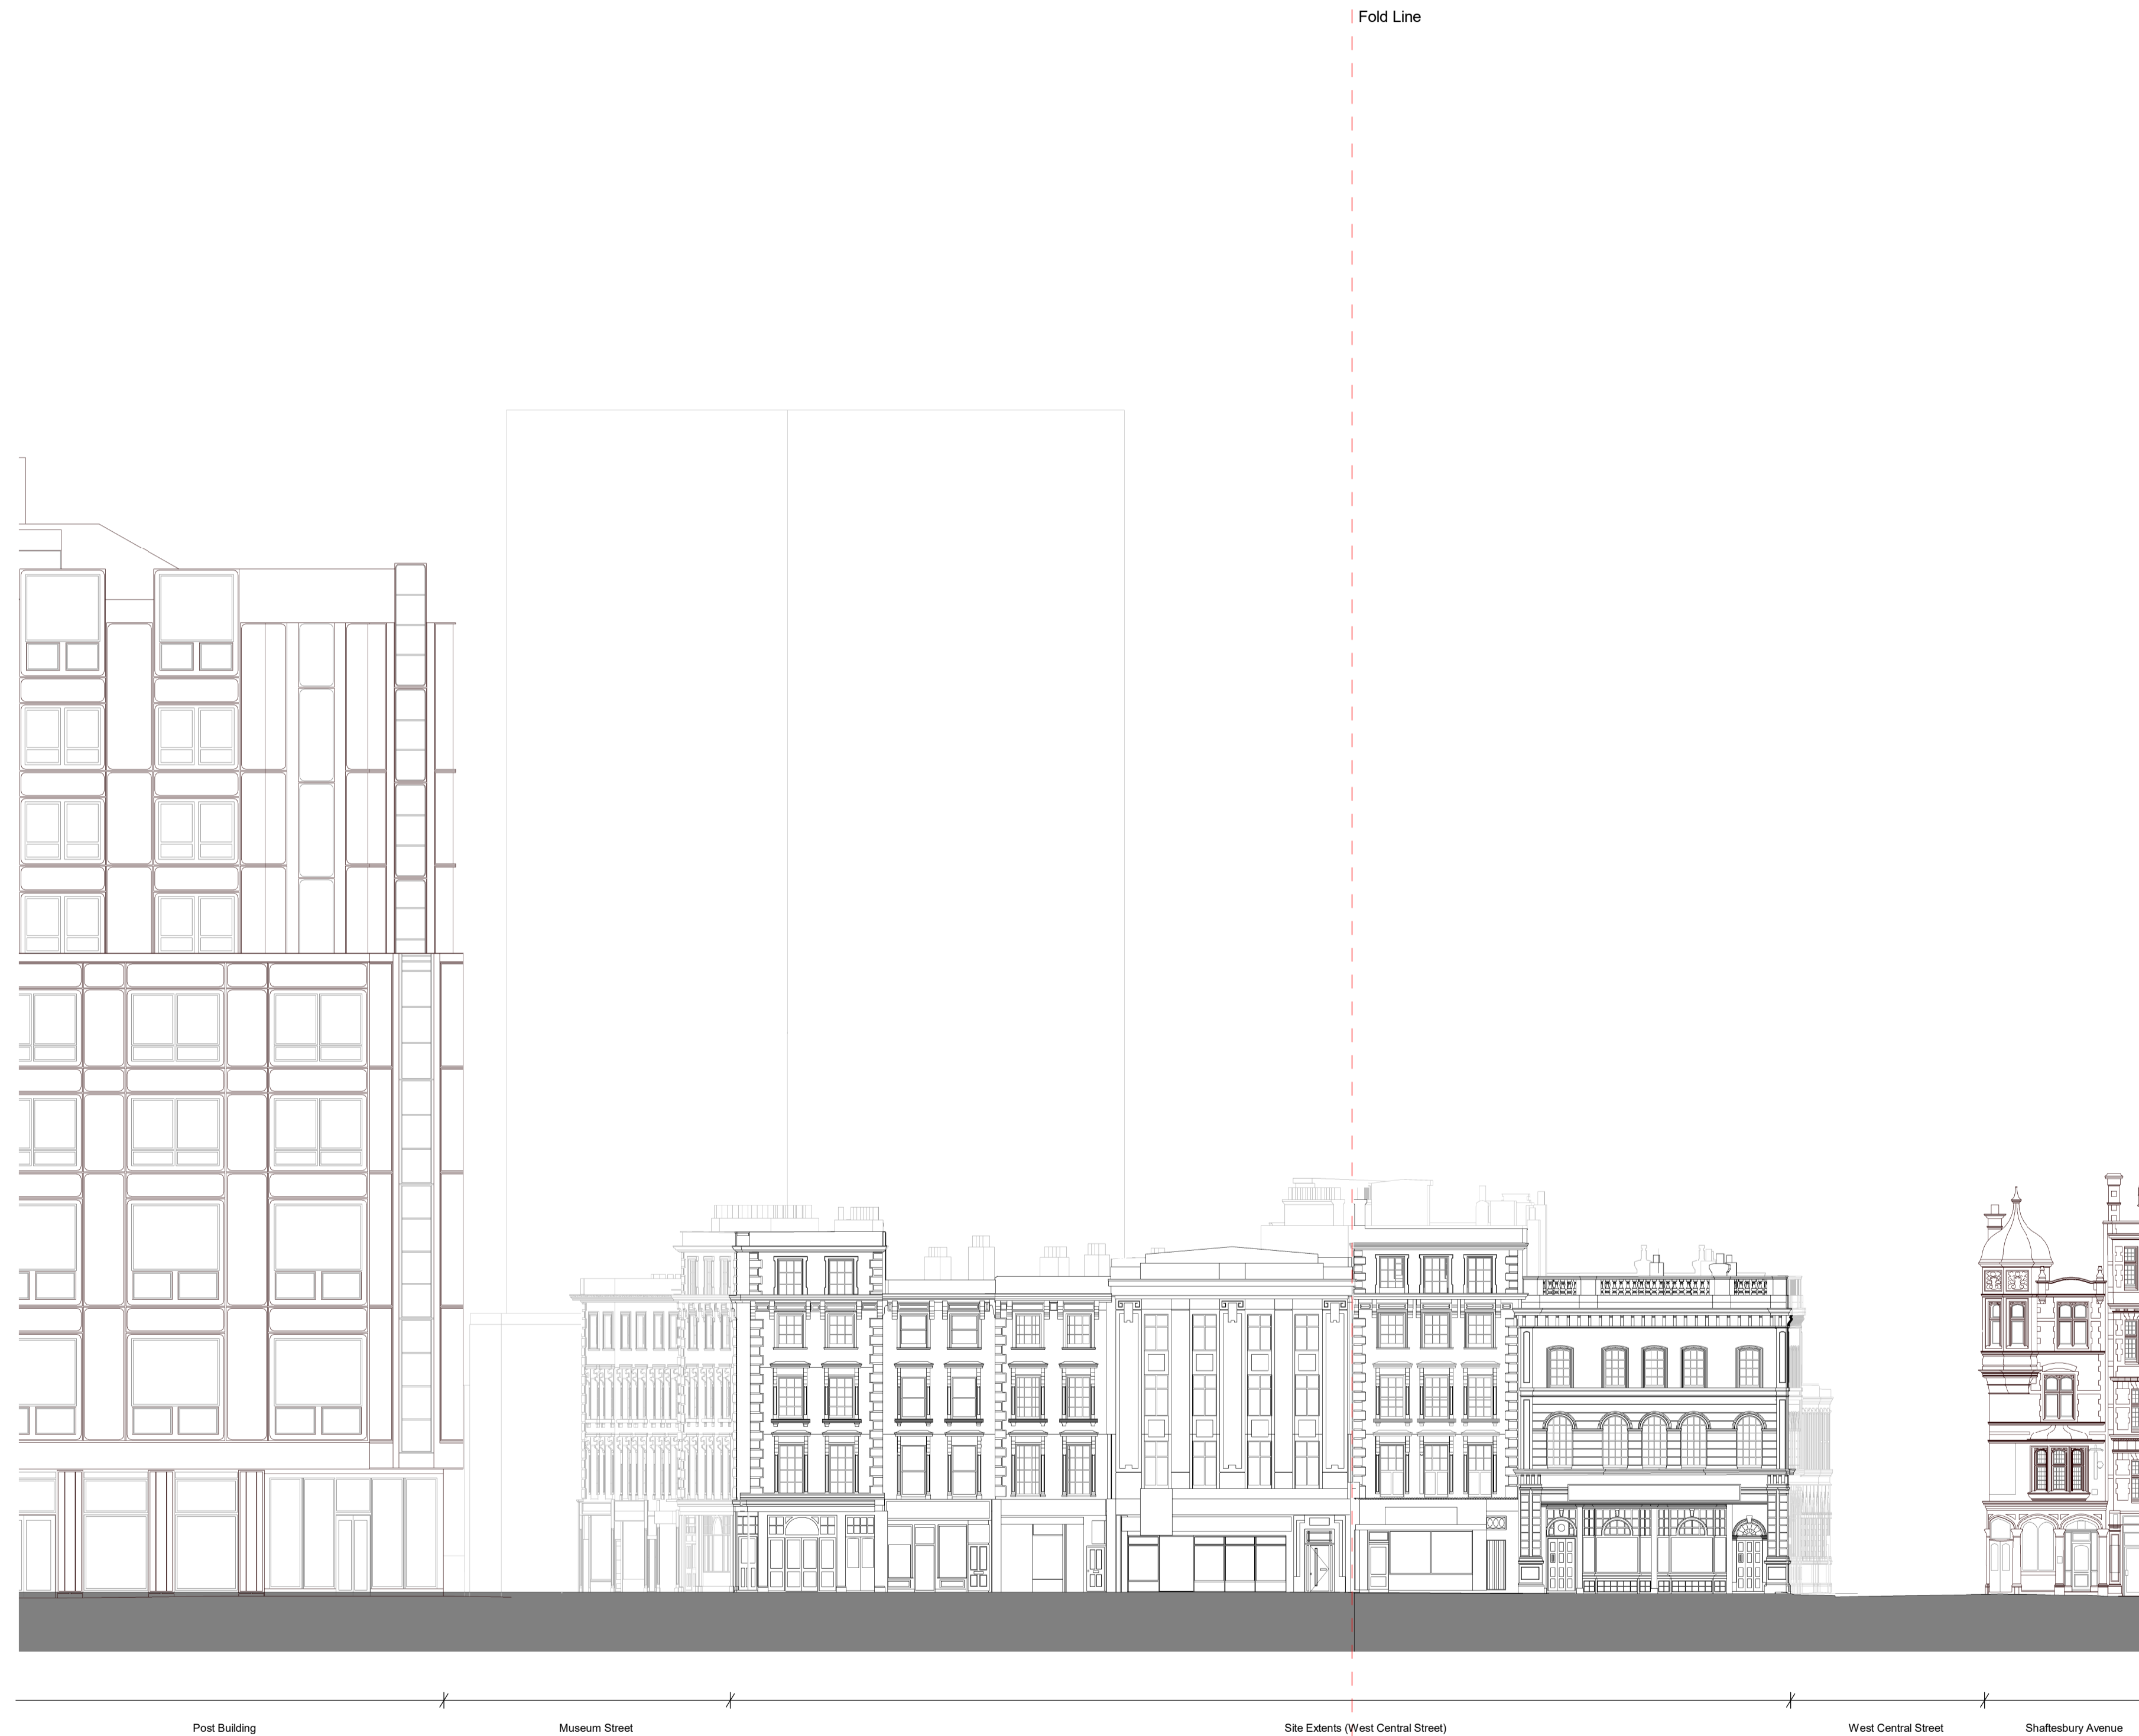 Fold Line
Post Building
Museum Street
Site Extents (West Central Street)
West Central Street
Shaftesbury Avenue